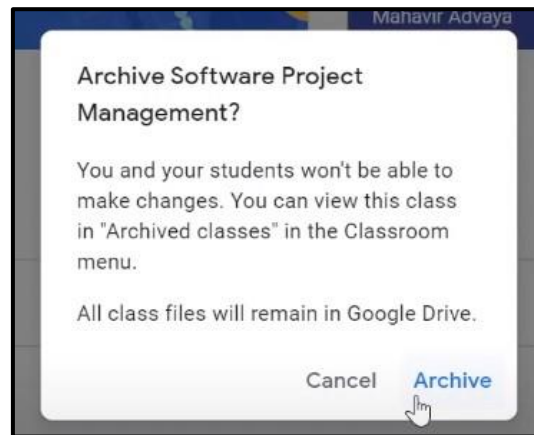 Mahavir Advaya
Archive Software Project
Management?
You and your students won't be able to
make changes. You can view this class
in "Archived classes" in the Classroom
menu.
All class files will remain in Google Drive.
Cancel Archive